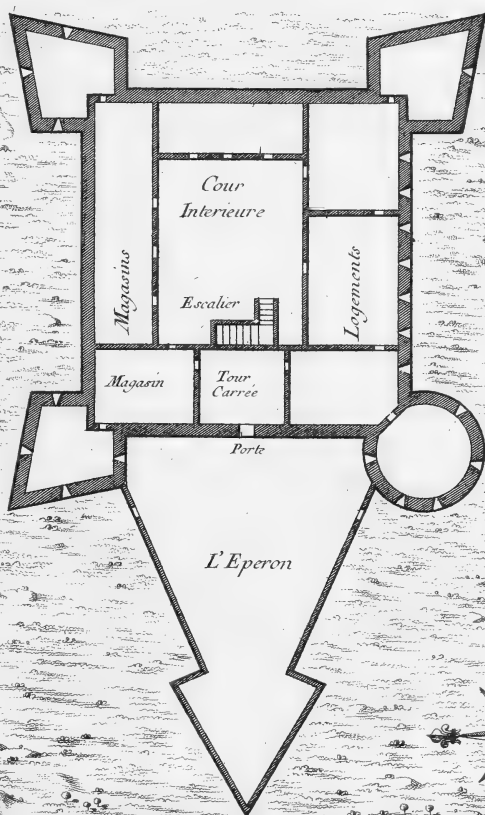 Cour
Interieure
Magasins
Escalier
Logements
Magasin
Tour
Carrée
Porte
L'Eperon